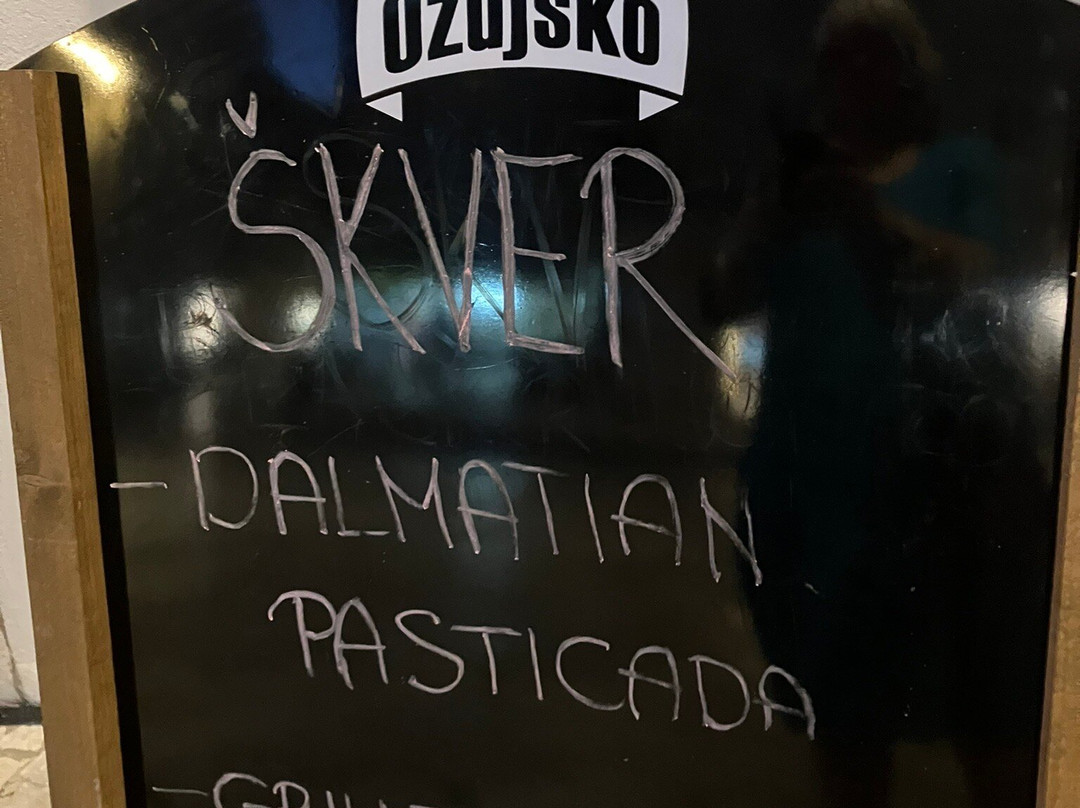 Ožujsko
ŠKVER
- DALMATIAN
PASTICADA